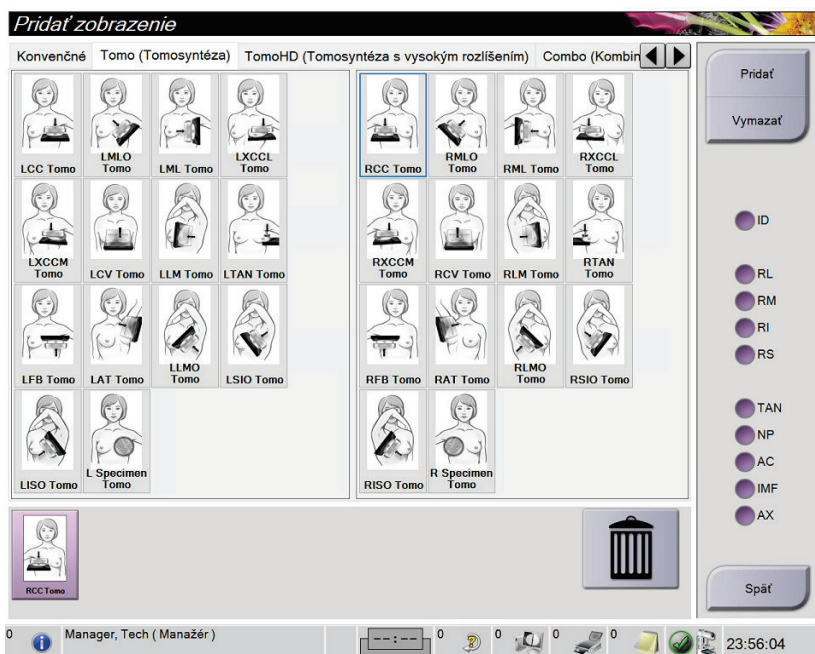 Pridať zobrazenie
Konvenčné Tomo (Tomosyntéza) TomoHD (Tomosyntéza s vysokým rozlíšením) Combo (Kombin
Pridať
Vymazať
LCC Tomo LMLO Tomo LML Tomo LXCCL Tomo
RCC Tomo RMLO Tomo RML Tomo RXCCL Tomo
LXCCM Tomo LCV Tomo LLM Tomo LTAN Tomo
RXCCM Tomo RCV Tomo RLM Tomo RTAN Tomo
LFB Tomo LAT Tomo LLMO Tomo LSIO Tomo
RFB Tomo RAT Tomo RLMO Tomo RSIO Tomo
LISO Tomo L Specimen Tomo
RISO Tomo R Specimen Tomo
ID
RL
RM
RI
RS
TAN
NP
AC
IMF
AX
RCC Tomo
Späť
0 Manager, Tech ( Manažér ) --:-- 0 0 0 0 23:56:04